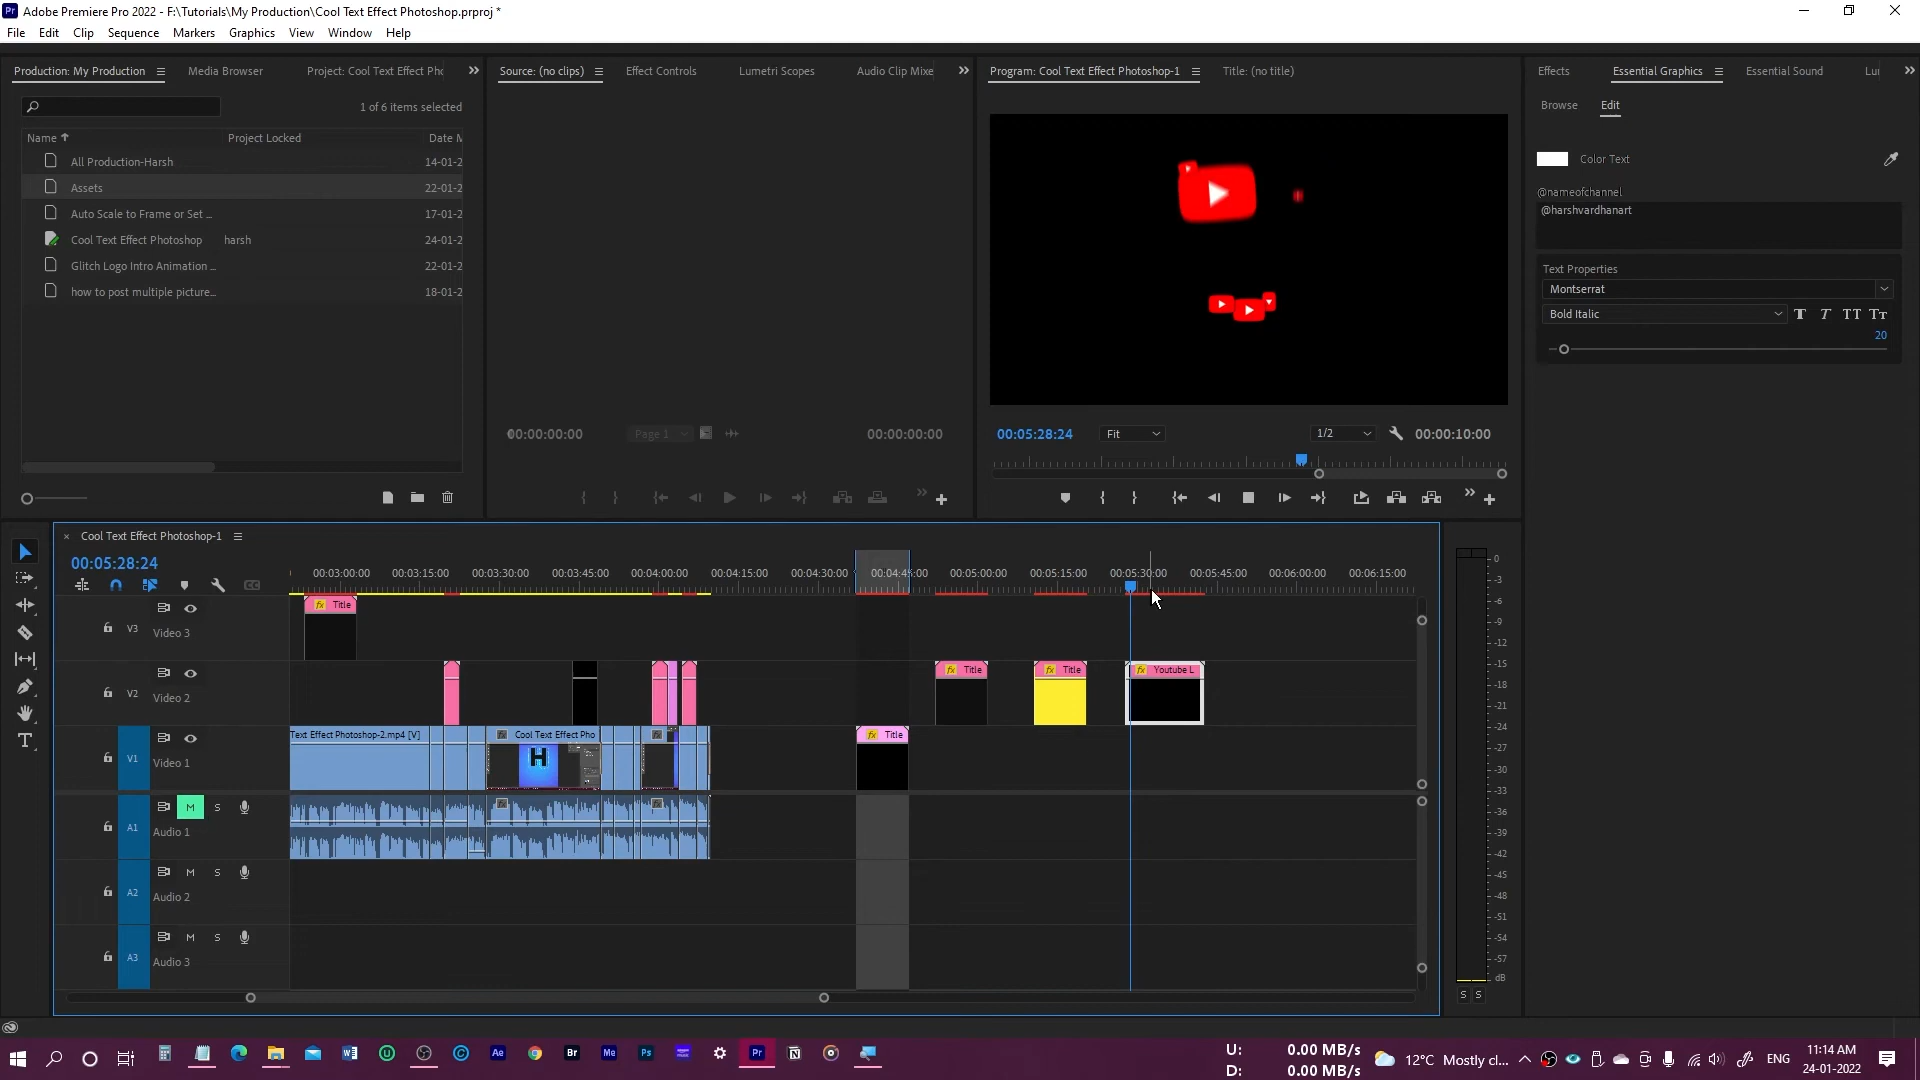 Adobe Premiere Pro 2022 - F:\Tutorials\My Production\Cool Text Effect Photoshop.prproj *
File Edit Clip Sequence Markers Graphics View Window Help
Production: My Production Media Browser Project: Cool Text Effect Pho
Source: (no clips) Effect Controls Lumetri Scopes Audio Clip Mixe
Program: Cool Text Effect Photoshop-1 Title: (no title)
Effects Essential Graphics Essential Sound Lu
1 of 6 items selected
Browse Edit
Name Project Locked Date M
All Production-Harsh 14-01-2
Assets 22-01-2
Auto Scale to Frame or Set ... 17-01-2
Cool Text Effect Photoshop harsh 24-01-2
Glitch Logo Intro Animation ... 22-01-2
how to post multiple picture... 18-01-2
Color Text
@nameofchannel
@harshvardhanart
Text Properties
Montserrat
Bold Italic
20
00:00:00:00 Page 1 00:00:00:00
00:05:28:24 Fit 1/2 00:00:10:00
Cool Text Effect Photoshop-1
00:05:28:24
00:03:00:00 00:03:15:00 00:03:30:00 00:03:45:00 00:04:00:00 00:04:15:00 00:04:30:00 00:04:45:00 00:05:00:00 00:05:15:00 00:05:30:00 00:05:45:00 00:06:00:00 00:06:15:00
V3 Video 3
fx Title
V2 Video 2
fx Title fx Title fx Youtube L
V1 Video 1
Text Effect Photoshop-2.mp4 [V] fx Cool Text Effect Pho fx fx Title
H
A1 M S Audio 1
A2 M S Audio 2
A3 M S Audio 3
0
-3
-6
-9
-12
-15
-18
-21
-24
-27
-30
-33
-36
-39
-42
-45
-48
-51
-54
-57
dB
S S
U: 0.00 MB/s
D: 0.00 MB/s
12°C Mostly cl...
ENG
11:14 AM
24-01-2022
Ae Br Me Ps Pr